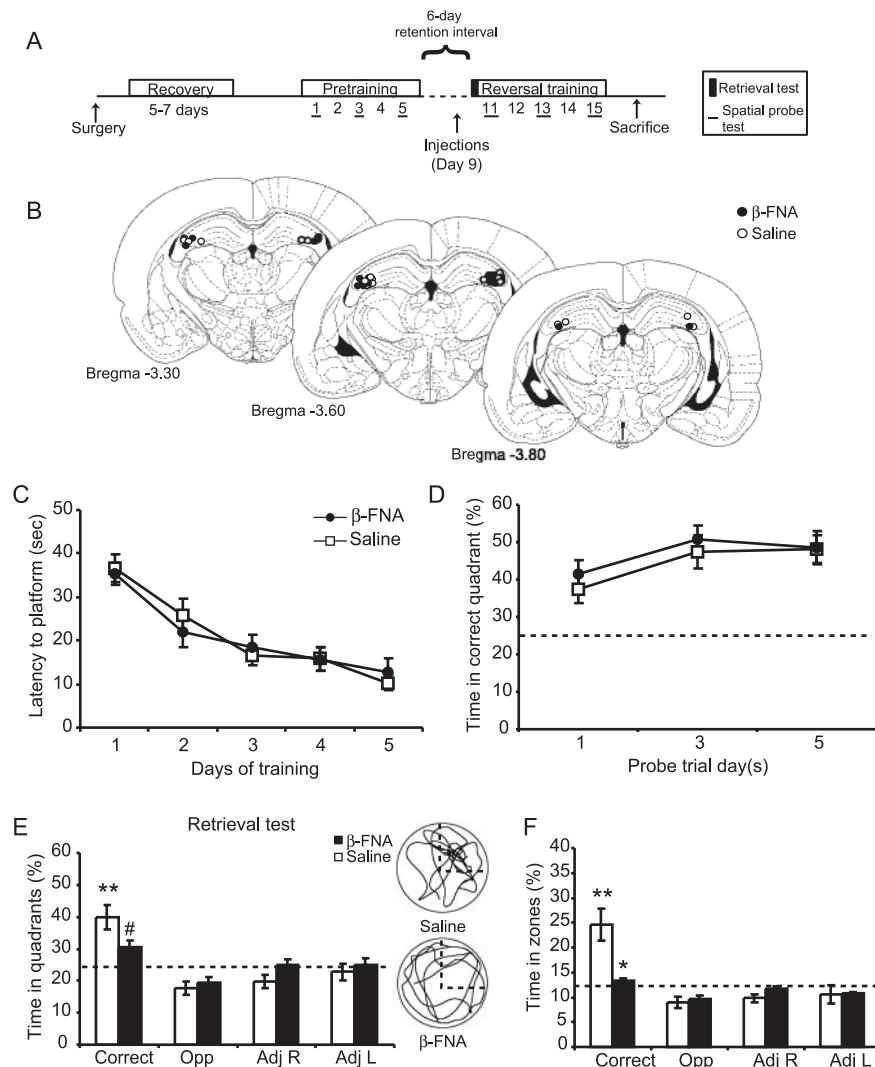 A
6-day
retention interval
Recovery
Pretraining
Reversal training
5-7 days
1 2 3 4 5
11 12 13 14 15
Surgery
Injections
(Day 9)
Sacrifice
Retrieval test
Spatial probe
test
B
β-FNA
Saline
Bregma -3.30
Bregma -3.60
Bregma -3.80
C
Latency to platform (sec)
50
40
30
20
10
0
β-FNA
Saline
1 2 3 4 5
Days of training
D
Time in correct quadrant (%)
60
50
40
30
20
10
0
1 3 5
Probe trial day(s)
E
Retrieval test
Time in quadrants (%)
60
40
20
0
**
#
β-FNA
Saline
Correct Opp Adj R Adj L
Saline
β-FNA
F
Time in zones (%)
40
35
30
25
20
15
10
5
0
**
*
Correct Opp Adj R Adj L